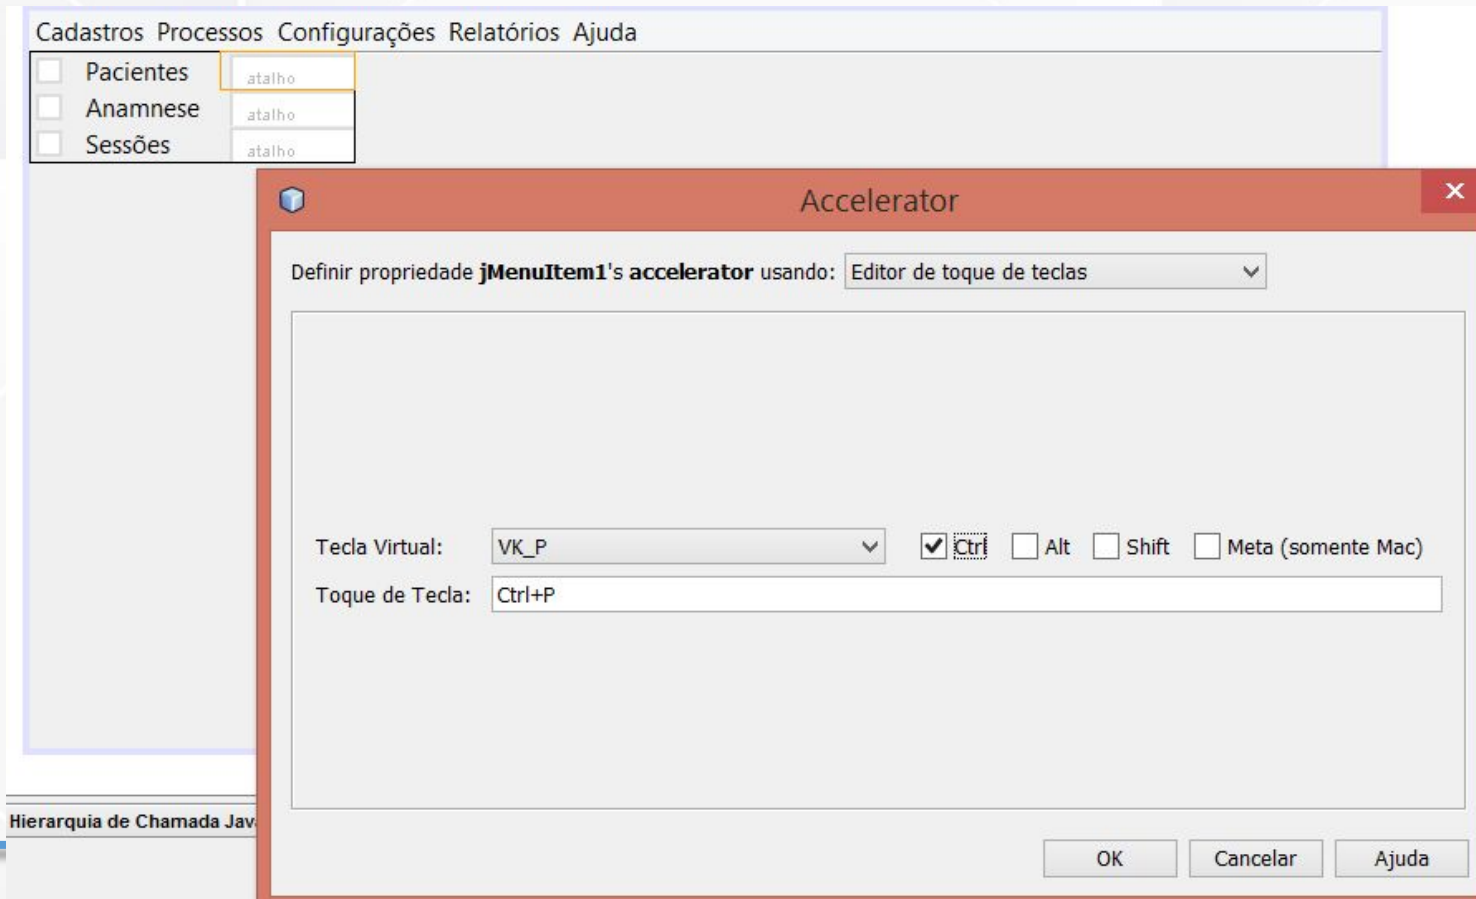 Cadastros Processos Configurações Relatórios Ajuda
Pacientes atalho
Anamnese atalho
Sessões atalho
Accelerator
Definir propriedade jMenuItem1's accelerator usando: Editor de toque de teclas
Tecla Virtual: VK_P Ctrl Alt Shift Meta (somente Mac)
Toque de Tecla: Ctrl+P
Hierarquia de Chamada Jav
OK Cancelar Ajuda